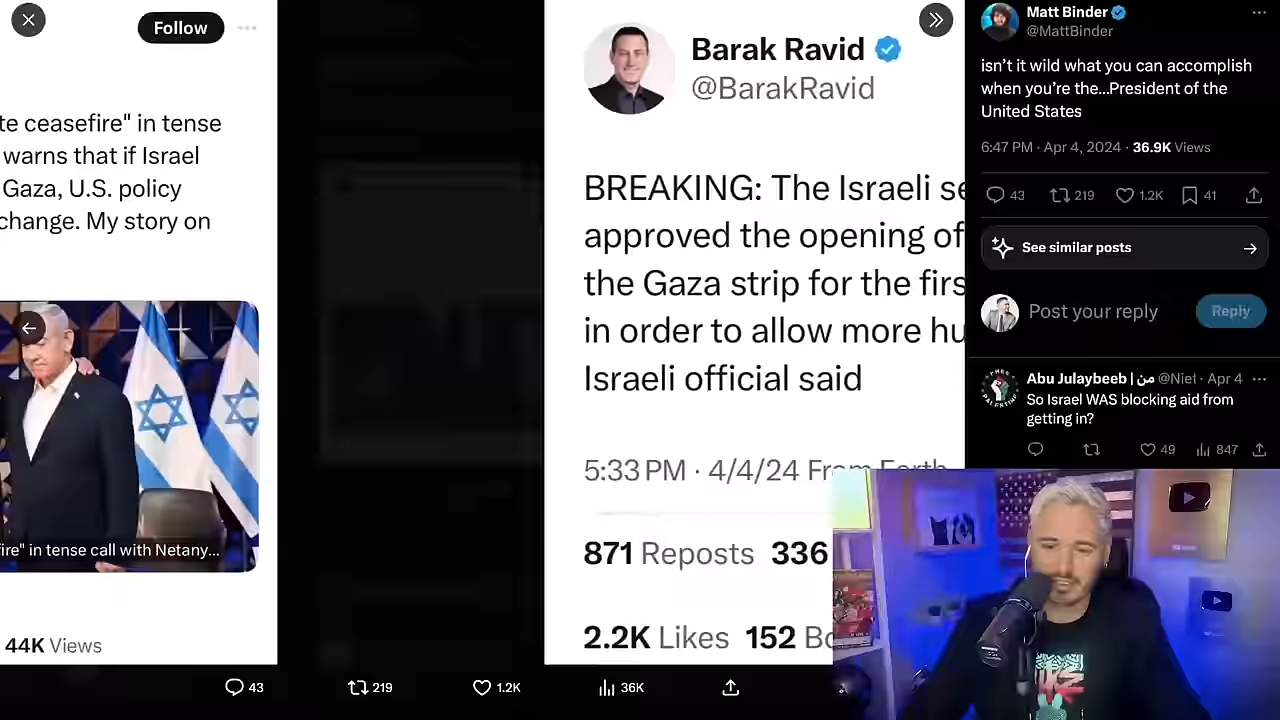 Follow
te ceasefire" in tense
warns that if Israel
Gaza, U.S. policy
change. My story on
fire" in tense call with Netany...
44K Views
Barak Ravid
@BarakRavid
BREAKING: The Israeli se
approved the opening of
the Gaza strip for the firs
in order to allow more hu
Israeli official said
5:33 PM · 4/4/24 From Earth
871 Reposts 336
2.2K Likes 152 Bo
43
219
1.2K
36K
Matt Binder
@MattBinder
isn't it wild what you can accomplish
when you're the...President of the
United States
6:47 PM · Apr 4, 2024 · 36.9K Views
43 219 1.2K 41
See similar posts
Post your reply
Reply
Abu Julaybeeb | من @Niet · Apr 4
So Israel WAS blocking aid from
getting in?
49 847